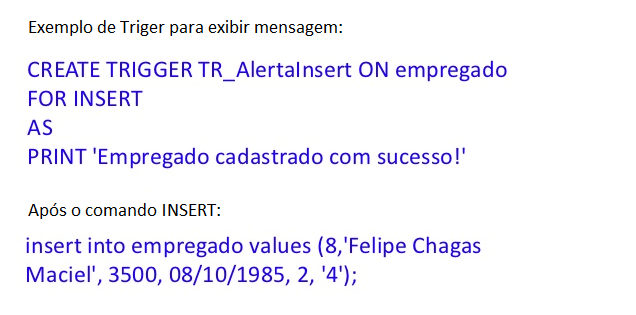 Exemplo de Triger para exibir mensagem:
CREATE TRIGGER TR_AlertaInsert ON empregado
FOR INSERT
AS
PRINT 'Empregado cadastrado com sucesso!'
Após o comando INSERT:
insert into empregado values (8,'Felipe Chagas
Maciel', 3500, 08/10/1985, 2, '4');